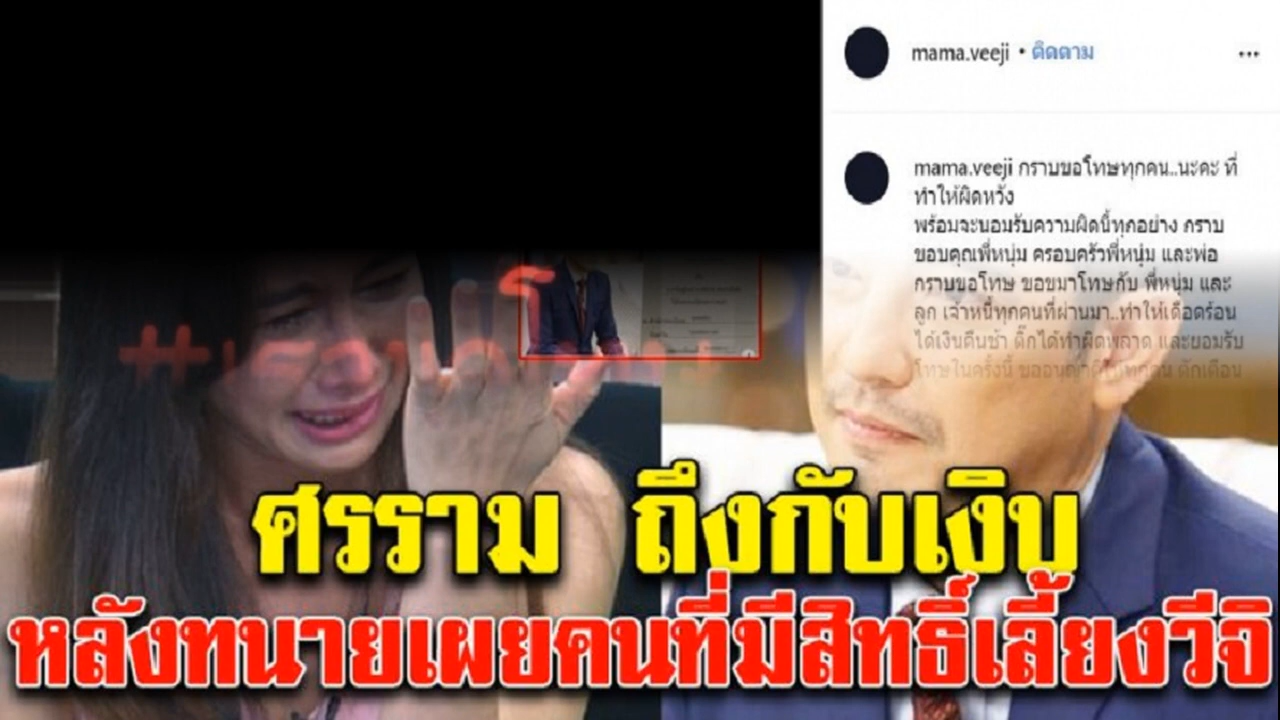 mama.veeji • ติดตาม ...
mama.veeji กราบขอโทษทุกคน..นะคะ ที่
ทำให้ผิดหวัง
พร้อมจะนอมรับความผิดนี้ทุกอย่าง กราบ
ขอบคุณพี่หนุ่ม ครอบครัวพี่หนุ่ม และพ่อ
กราบขอโทษ ขอขมาโทษกับ พี่หนุ่ม และ
ลูก เจ้าหนี้ทุกคนที่ผ่านมา..ทำให้เดือดร้อน
ได้เงินคืนช้า ติ๊กได้ทำผิดพลาด และยอมรับ
โทษในครั้งนี้
ศรราม ถึงกับเงิบ
หลังทนายเผยคนที่มีสิทธิ์เลี้ยงวีจิ